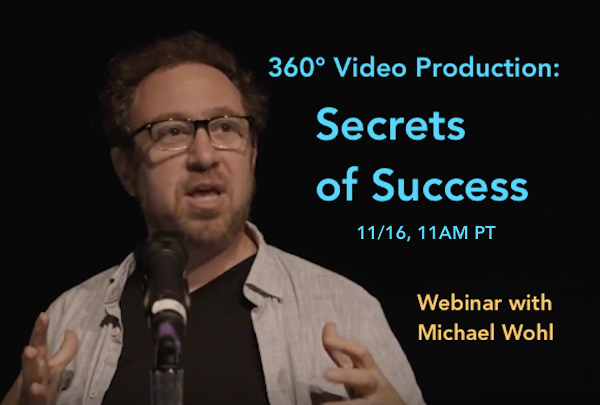 360° Video Production:
Secrets
of Success
11/16, 11AM PT
Webinar with
Michael Wohl